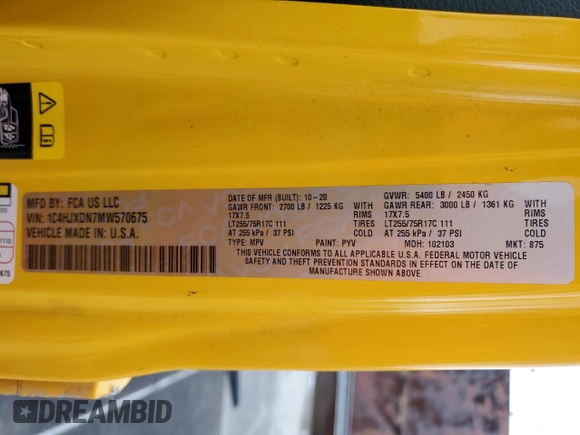 MFD BY: FCA US LLC
VIN: 1C4HJXDN7MW570675
VEHICLE MADE IN: U.S.A.
DATE OF MFR (BUILT): 10-20
GAWR FRONT: 2700 LB / 1225 KG WITH
17X7.5 RIMS
LT255/75R17C 111 TIRES
AT 255 kPa / 37 PSI COLD
TYPE: MPV PAINT: PYV
GVWR: 5400 LB / 2450 KG
GAWR REAR: 3000 LB / 1361 KG WITH
17X7.5 RIMS
LT255/75R17C 111 TIRES
AT 255 kPa / 37 PSI COLD
MDH: 102103 MKT: 875
THIS VEHICLE CONFORMS TO ALL APPLICABLE U.S.A. FEDERAL MOTOR VEHICLE
SAFETY AND THEFT PREVENTION STANDARDS IN EFFECT ON THE DATE OF
MANUFACTURE SHOWN ABOVE.
0675
DREAMBID